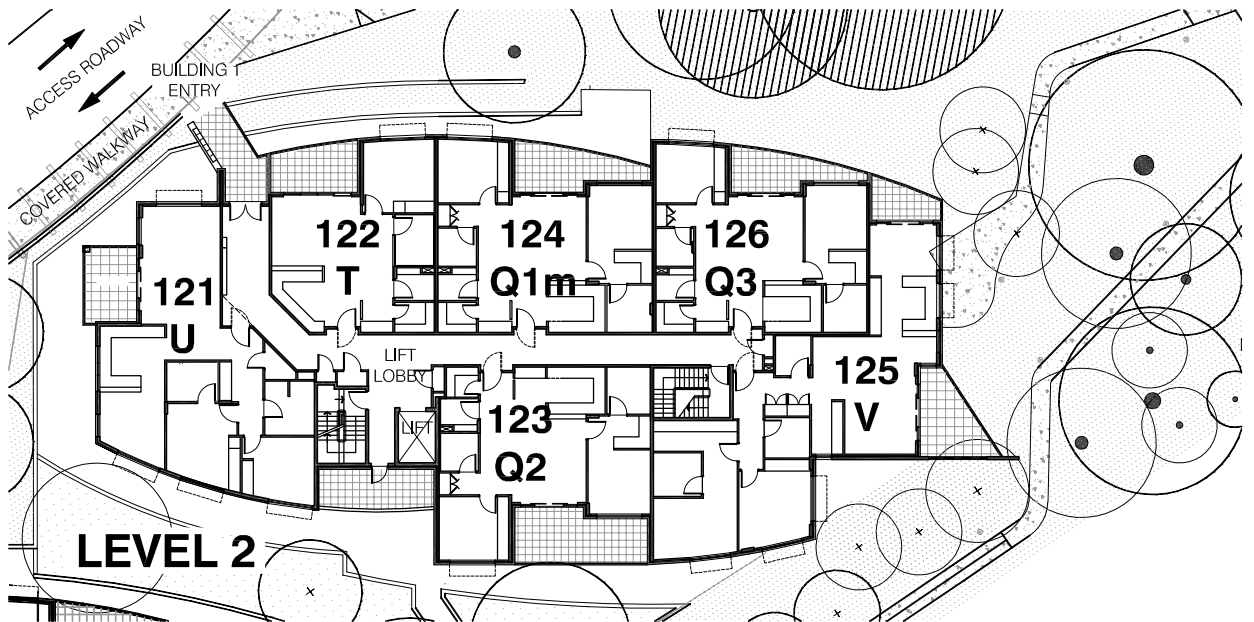 ACCESS ROADWAY
BUILDING 1
ENTRY
COVERED WALKWAY
122
T
124
Q1m
126
Q3
121
U
LIFT
LOBBY
125
V
LIFT
123
Q2
LEVEL 2